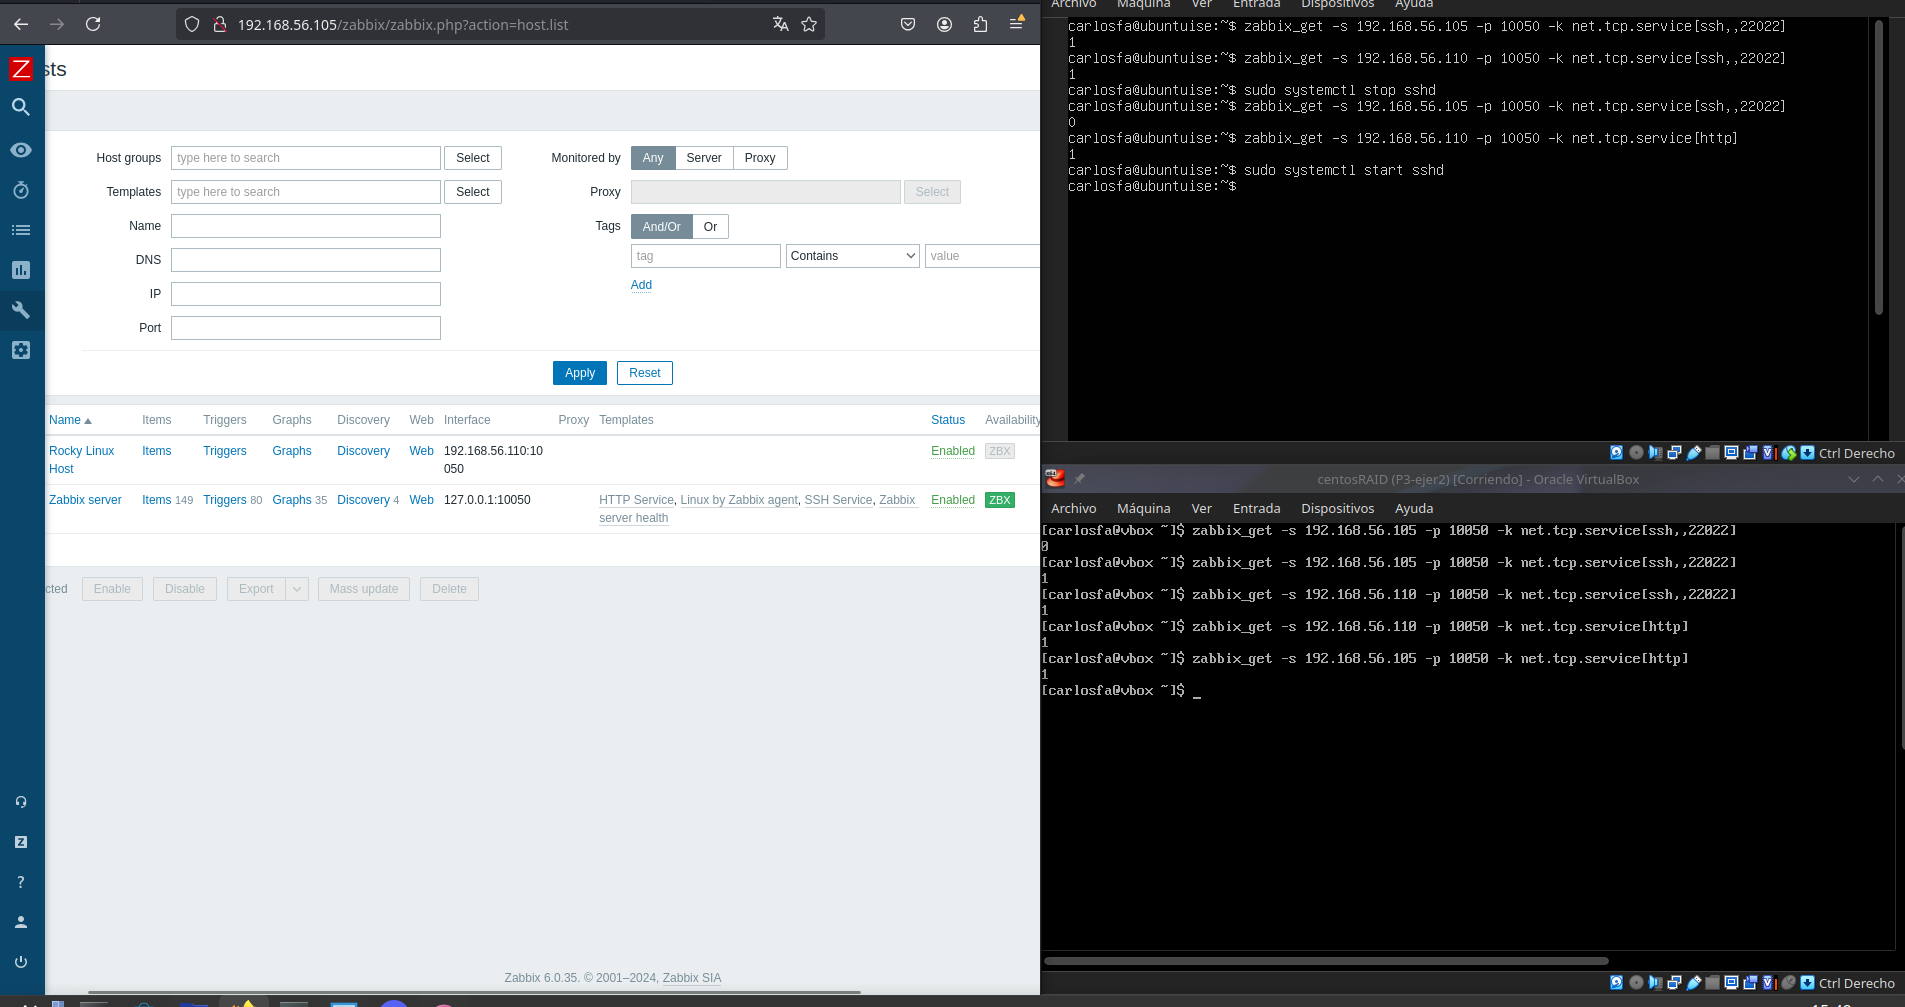 192.168.56.105/zabbix/zabbix.php?action=host.list
sts
Host groups
type here to search
Select
Monitored by
Any
Server
Proxy
Templates
type here to search
Select
Proxy
Select
Name
Tags
And/Or
Or
DNS
tag
Contains
value
Add
IP
Port
Apply
Reset
Name Items Triggers Graphs Discovery Web Interface Proxy Templates Status Availability
Rocky Linux Items Triggers Graphs Discovery Web 192.168.56.110:10 Enabled ZBX
Host 050
Zabbix server Items 149 Triggers 80 Graphs 35 Discovery 4 Web 127.0.0.1:10050 HTTP Service, Linux by Zabbix agent, SSH Service, Zabbix Enabled ZBX
server health
cted
Enable
Disable
Export
Mass update
Delete
Z
?
Zabbix 6.0.35. © 2001–2024, Zabbix SIA
Archivo Máquina Ver Entrada Dispositivos Ayuda
carlosfa@ubuntuise:~$ zabbix_get -s 192.168.56.105 -p 10050 -k net.tcp.service[ssh,,22022]
1
carlosfa@ubuntuise:~$ zabbix_get -s 192.168.56.110 -p 10050 -k net.tcp.service[ssh,,22022]
1
carlosfa@ubuntuise:~$ sudo systemctl stop sshd
carlosfa@ubuntuise:~$ zabbix_get -s 192.168.56.105 -p 10050 -k net.tcp.service[ssh,,22022]
0
carlosfa@ubuntuise:~$ zabbix_get -s 192.168.56.110 -p 10050 -k net.tcp.service[http]
1
carlosfa@ubuntuise:~$ sudo systemctl start sshd
carlosfa@ubuntuise:~$
Ctrl Derecho
centosRAID (P3-ejer2) [Corriendo] - Oracle VirtualBox
Archivo Máquina Ver Entrada Dispositivos Ayuda
[carlosfa@vbox ~]$ zabbix_get -s 192.168.56.105 -p 10050 -k net.tcp.service[ssh,,22022]
0
[carlosfa@vbox ~]$ zabbix_get -s 192.168.56.105 -p 10050 -k net.tcp.service[ssh,,22022]
1
[carlosfa@vbox ~]$ zabbix_get -s 192.168.56.110 -p 10050 -k net.tcp.service[ssh,,22022]
1
[carlosfa@vbox ~]$ zabbix_get -s 192.168.56.110 -p 10050 -k net.tcp.service[http]
1
[carlosfa@vbox ~]$ zabbix_get -s 192.168.56.105 -p 10050 -k net.tcp.service[http]
1
[carlosfa@vbox ~]$ _
Ctrl Derecho